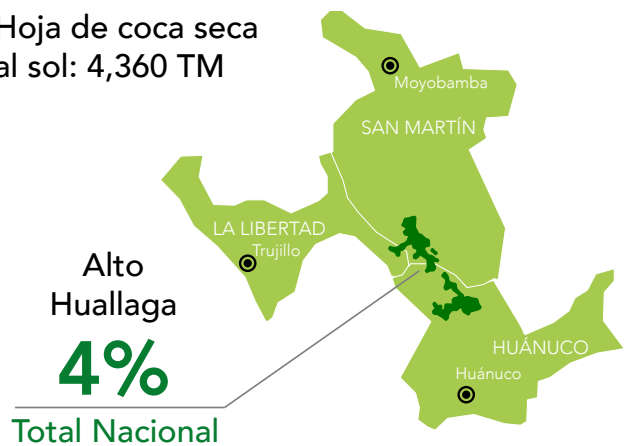 Hoja de coca seca
al sol: 4,360 TM
Moyobamba
SAN MARTÍN
LA LIBERTAD
Trujillo
Alto
Huallaga
4%
Total Nacional
HUÁNUCO
Huánuco